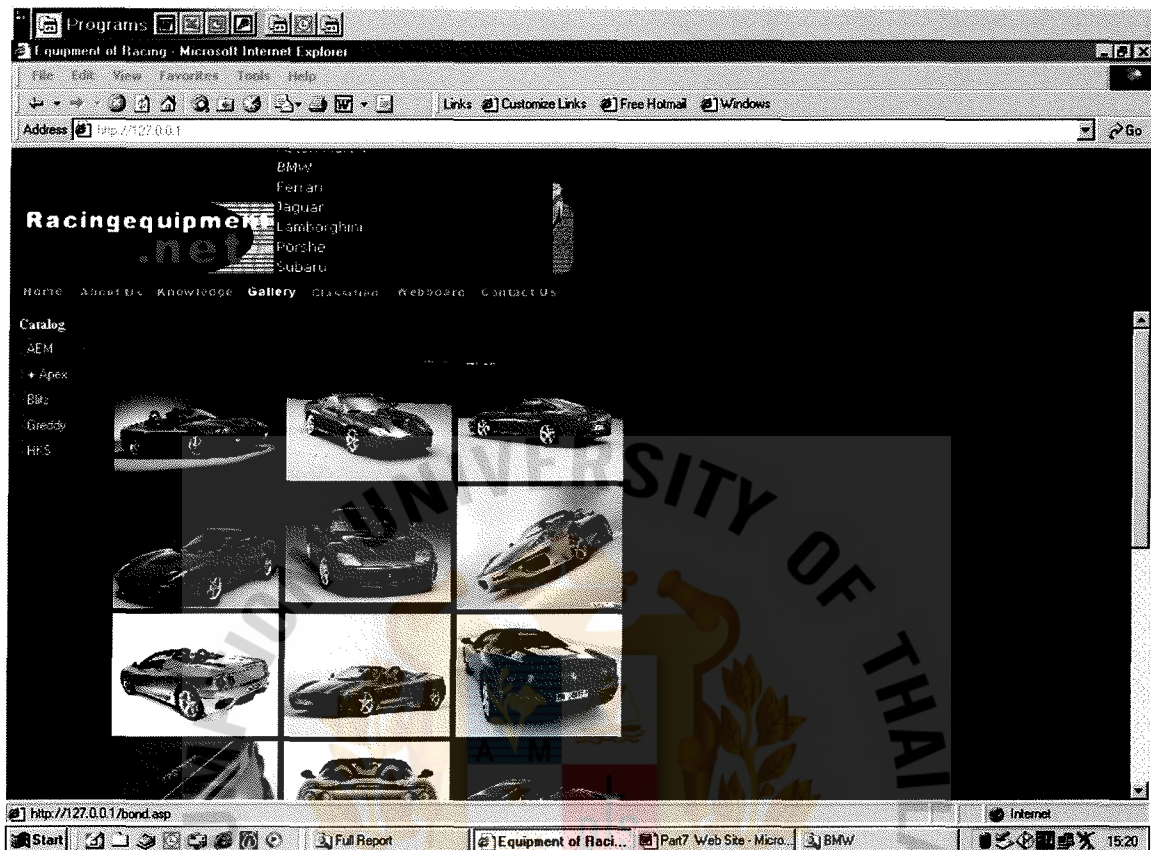 Programs
Equipment of Racing - Microsoft Internet Explorer
File Edit View Favorites Tools Help
Links Customize Links Free Hotmail Windows
Address http://127.0.0.1 Go
BMW
Ferrari
Jaguar
Lamborghini
Porshe
Subaru
Racingequipment
.net
Home About Us Knowledge Gallery Classified Webboard Contact Us
Catalog
AEM
+ Apex
Blitz
Greddy
HKS
UNIVERSITY OF THAI
A M
http://127.0.0.1/bond.asp Internet
Start Full Report Equipment of Raci... Part7 Web Site - Micro... BMW 15:20